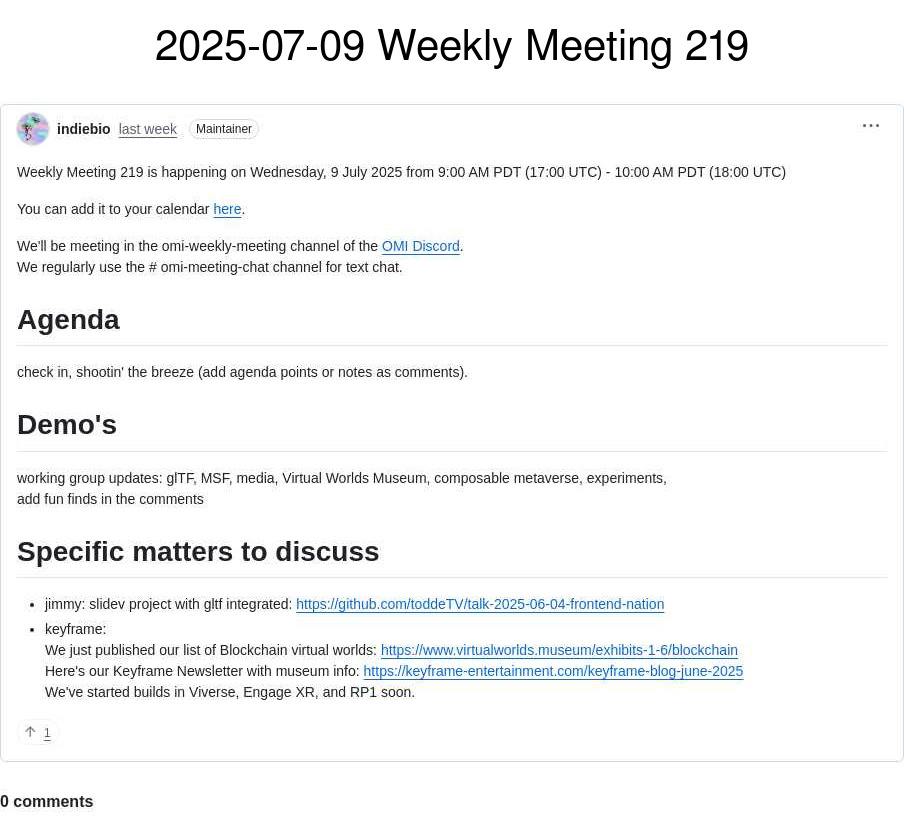 2025-07-09 Weekly Meeting 219
indiebio last week Maintainer
Weekly Meeting 219 is happening on Wednesday, 9 July 2025 from 9:00 AM PDT (17:00 UTC) - 10:00 AM PDT (18:00 UTC)
You can add it to your calendar here.
We'll be meeting in the omi-weekly-meeting channel of the OMI Discord.
We regularly use the # omi-meeting-chat channel for text chat.
Agenda
check in, shootin' the breeze (add agenda points or notes as comments).
Demo's
working group updates: glTF, MSF, media, Virtual Worlds Museum, composable metaverse, experiments,
add fun finds in the comments
Specific matters to discuss
• jimmy: slidev project with gltf integrated: https://github.com/toddeTV/talk-2025-06-04-frontend-nation
• keyframe:
We just published our list of Blockchain virtual worlds: https://www.virtualworlds.museum/exhibits-1-6/blockchain
Here's our Keyframe Newsletter with museum info: https://keyframe-entertainment.com/keyframe-blog-june-2025
We've started builds in Viverse, Engage XR, and RP1 soon.
↑ 1
0 comments